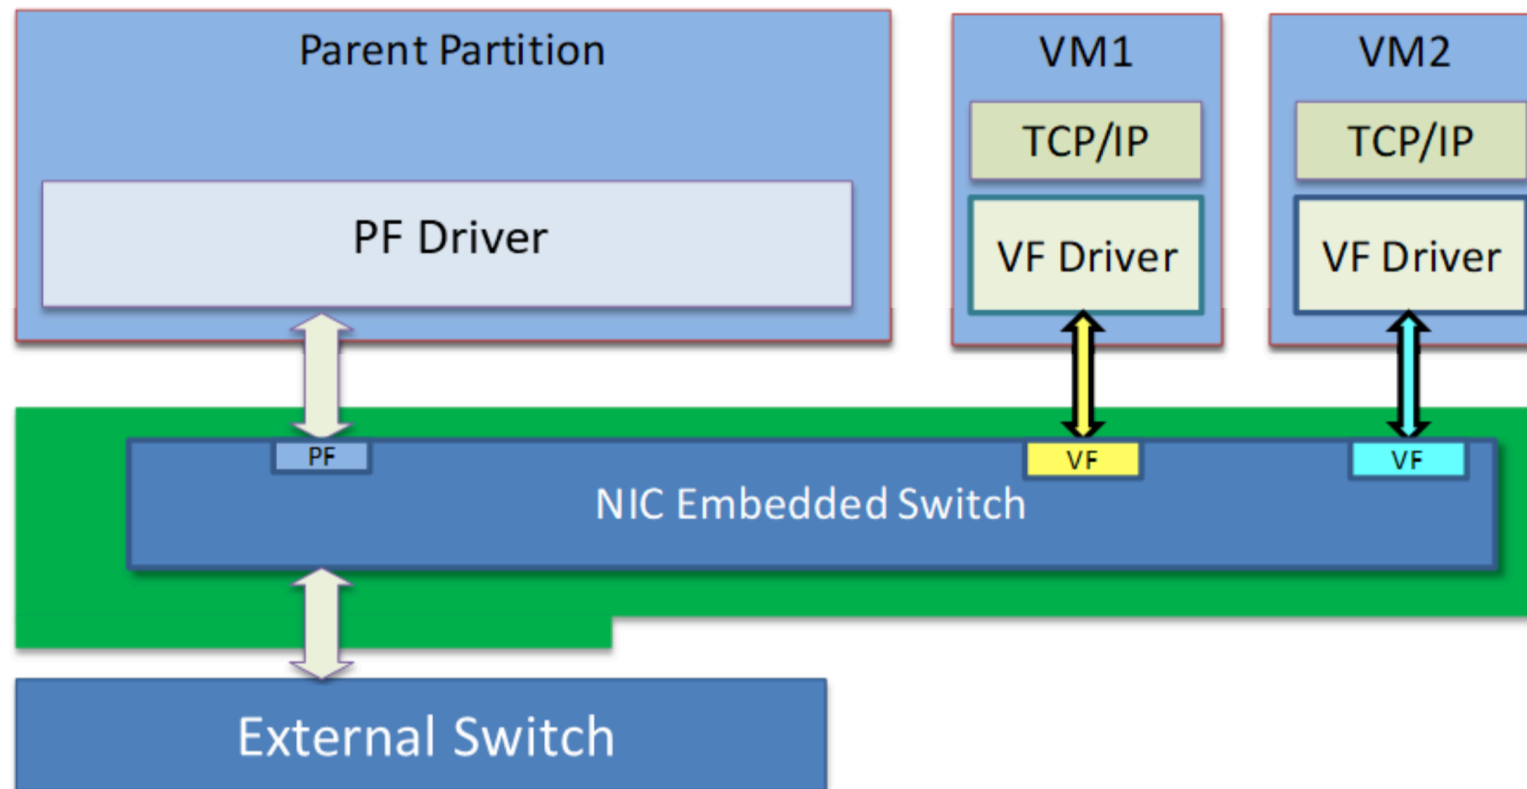 Parent Partition
VM1
VM2
TCP/IP
TCP/IP
PF Driver
VF Driver
VF Driver
PF
VF
VF
NIC Embedded Switch
External Switch